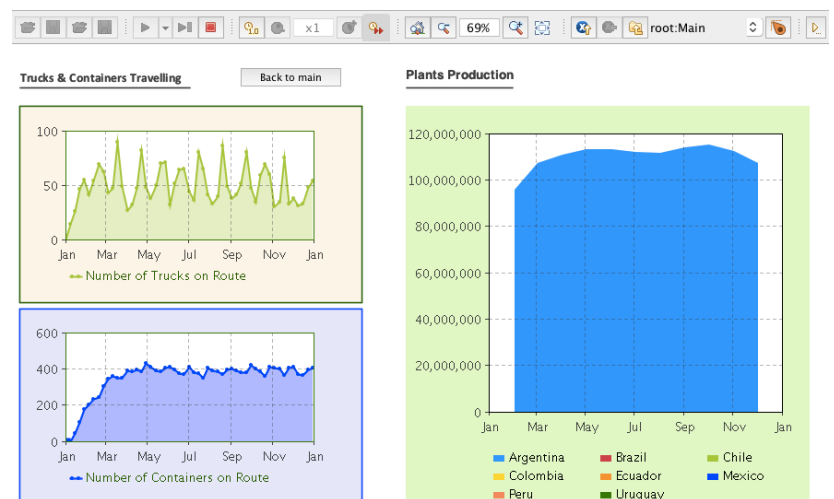 1.0 x1 69% root:Main
Trucks & Containers Travelling Back to main
100
50
0
Jan Mar May Jul Sep Nov Jan
Number of Trucks on Route
600
400
200
0
Jan Mar May Jul Sep Nov Jan
Number of Containers on Route
Plants Production
120,000,000
100,000,000
80,000,000
60,000,000
40,000,000
20,000,000
0
Jan Mar May Jul Sep Nov Jan
Argentina Brazil Chile
Colombia Ecuador Mexico
Peru Uruguay